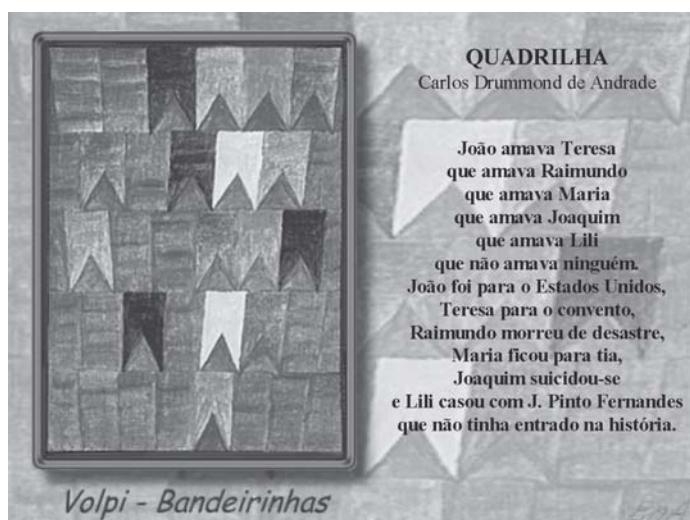 QUADRILHA
Carlos Drummond de Andrade
João amava Teresa
que amava Raimundo
que amava Maria
que amava Joaquim
que amava Lili
que não amava ninguém.
João foi para o Estados Unidos,
Teresa para o convento,
Raimundo morreu de desastre,
Maria ficou para tia,
Joaquim suicidou-se
e Lili casou com J. Pinto Fernandes
que não tinha entrado na história.
Volpi - Bandeirinhas